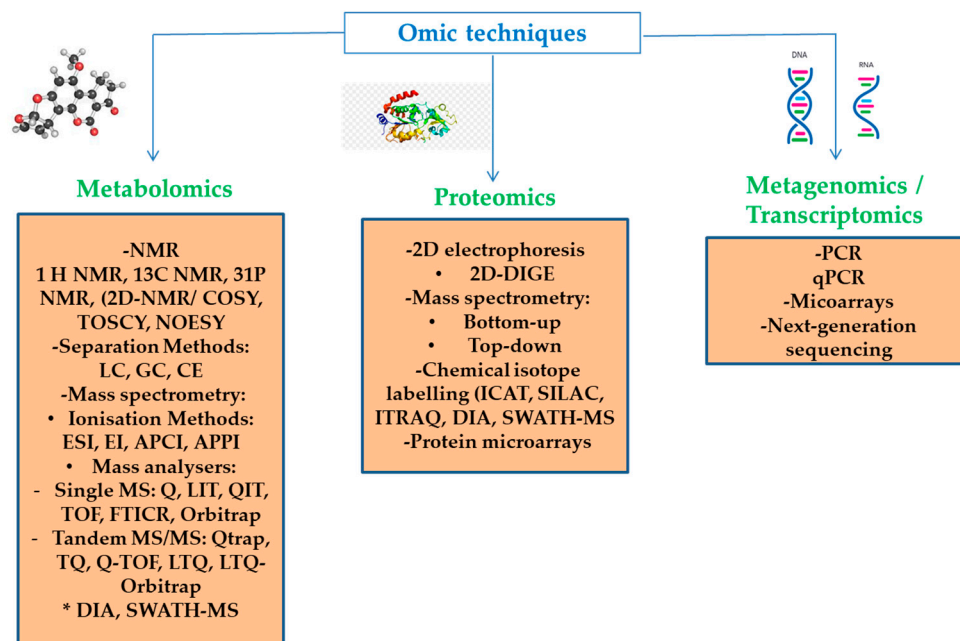 Omic techniques
DNA
RNA
Metabolomics
-NMR
1 H NMR, 13C NMR, 31P
NMR, (2D-NMR/ COSY,
TOSCY, NOESY
-Separation Methods:
LC, GC, CE
-Mass spectrometry:
• Ionisation Methods:
ESI, EI, APCI, APPI
• Mass analysers:
- Single MS: Q, LIT, QIT,
TOF, FTICR, Orbitrap
- Tandem MS/MS: Qtrap,
TQ, Q-TOF, LTQ, LTQ-
Orbitrap
* DIA, SWATH-MS
Proteomics
-2D electrophoresis
• 2D-DIGE
-Mass spectrometry:
• Bottom-up
• Top-down
-Chemical isotope
labelling (ICAT, SILAC,
ITRAQ, DIA, SWATH-MS
-Protein microarrays
Metagenomics /
Transcriptomics
-PCR
qPCR
-Micoarrays
-Next-generation
sequencing